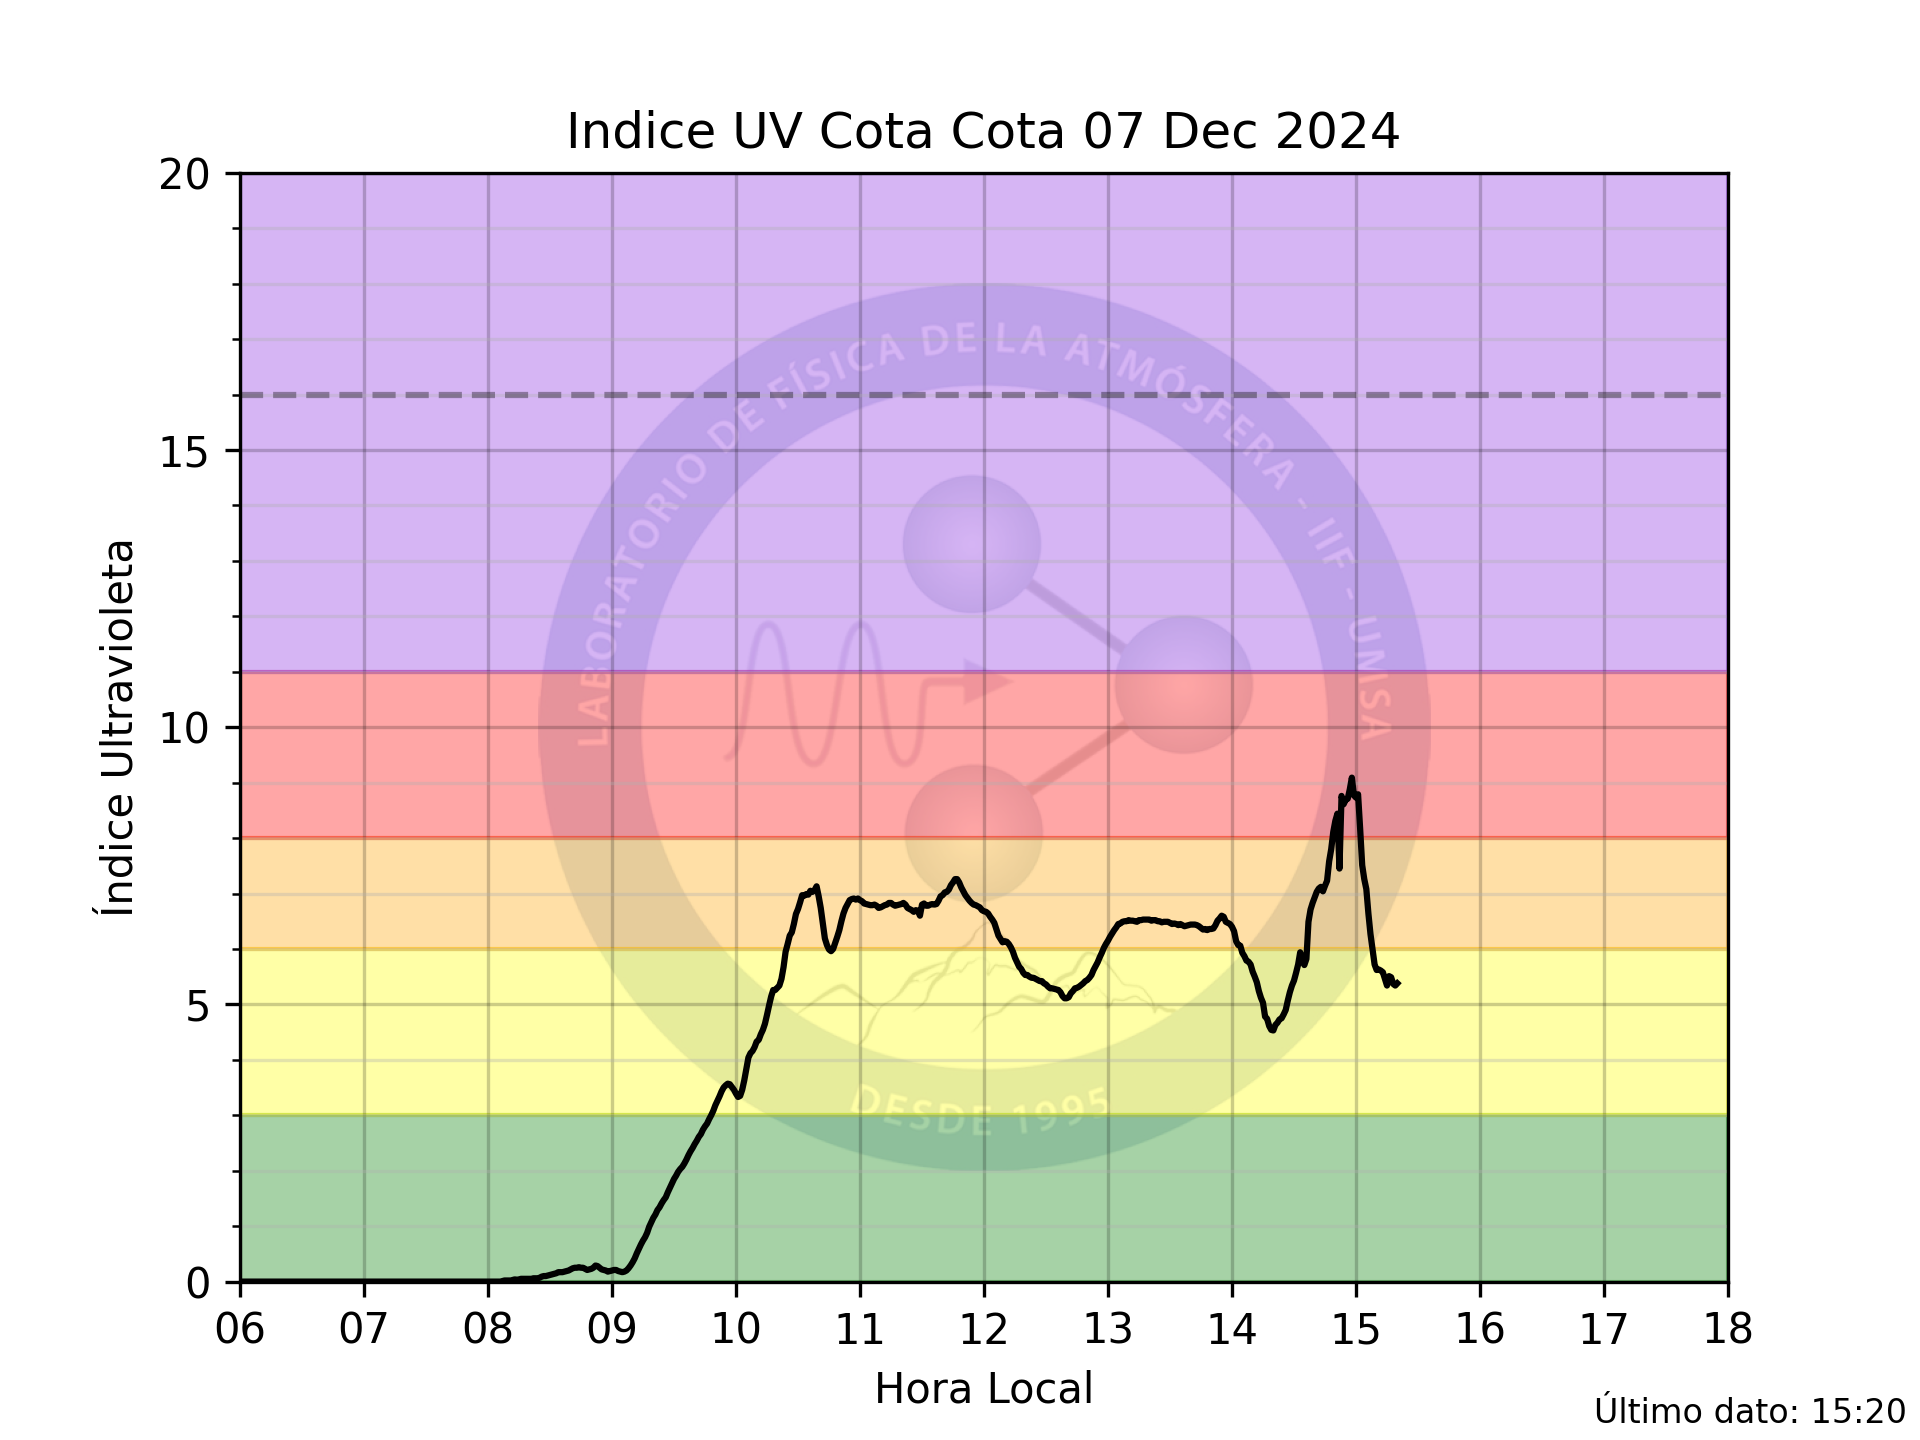 Indice UV Cota Cota 07 Dec 2024
20
15
10
5
0
Índice Ultravioleta
LABORATORIO DE FÍSICA DE LA ATMÓSFERA - IIF - UMSA
DESDE 1995
06 07 08 09 10 11 12 13 14 15 16 17 18
Hora Local
Último dato: 15:20